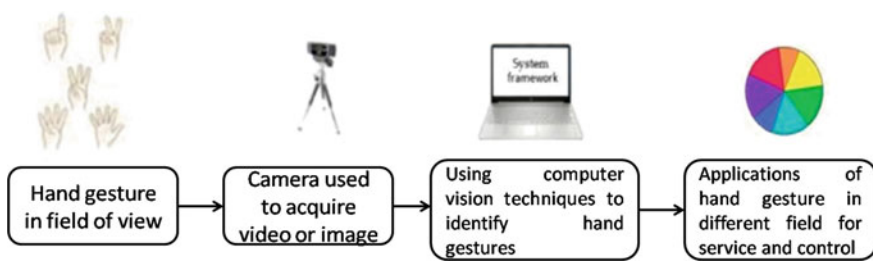 System
framework
Hand gesture
in field of view
Camera used
to acquire
video or image
Using computer
vision techniques to
identify hand
gestures
Applications of
hand gesture in
different field for
service and control